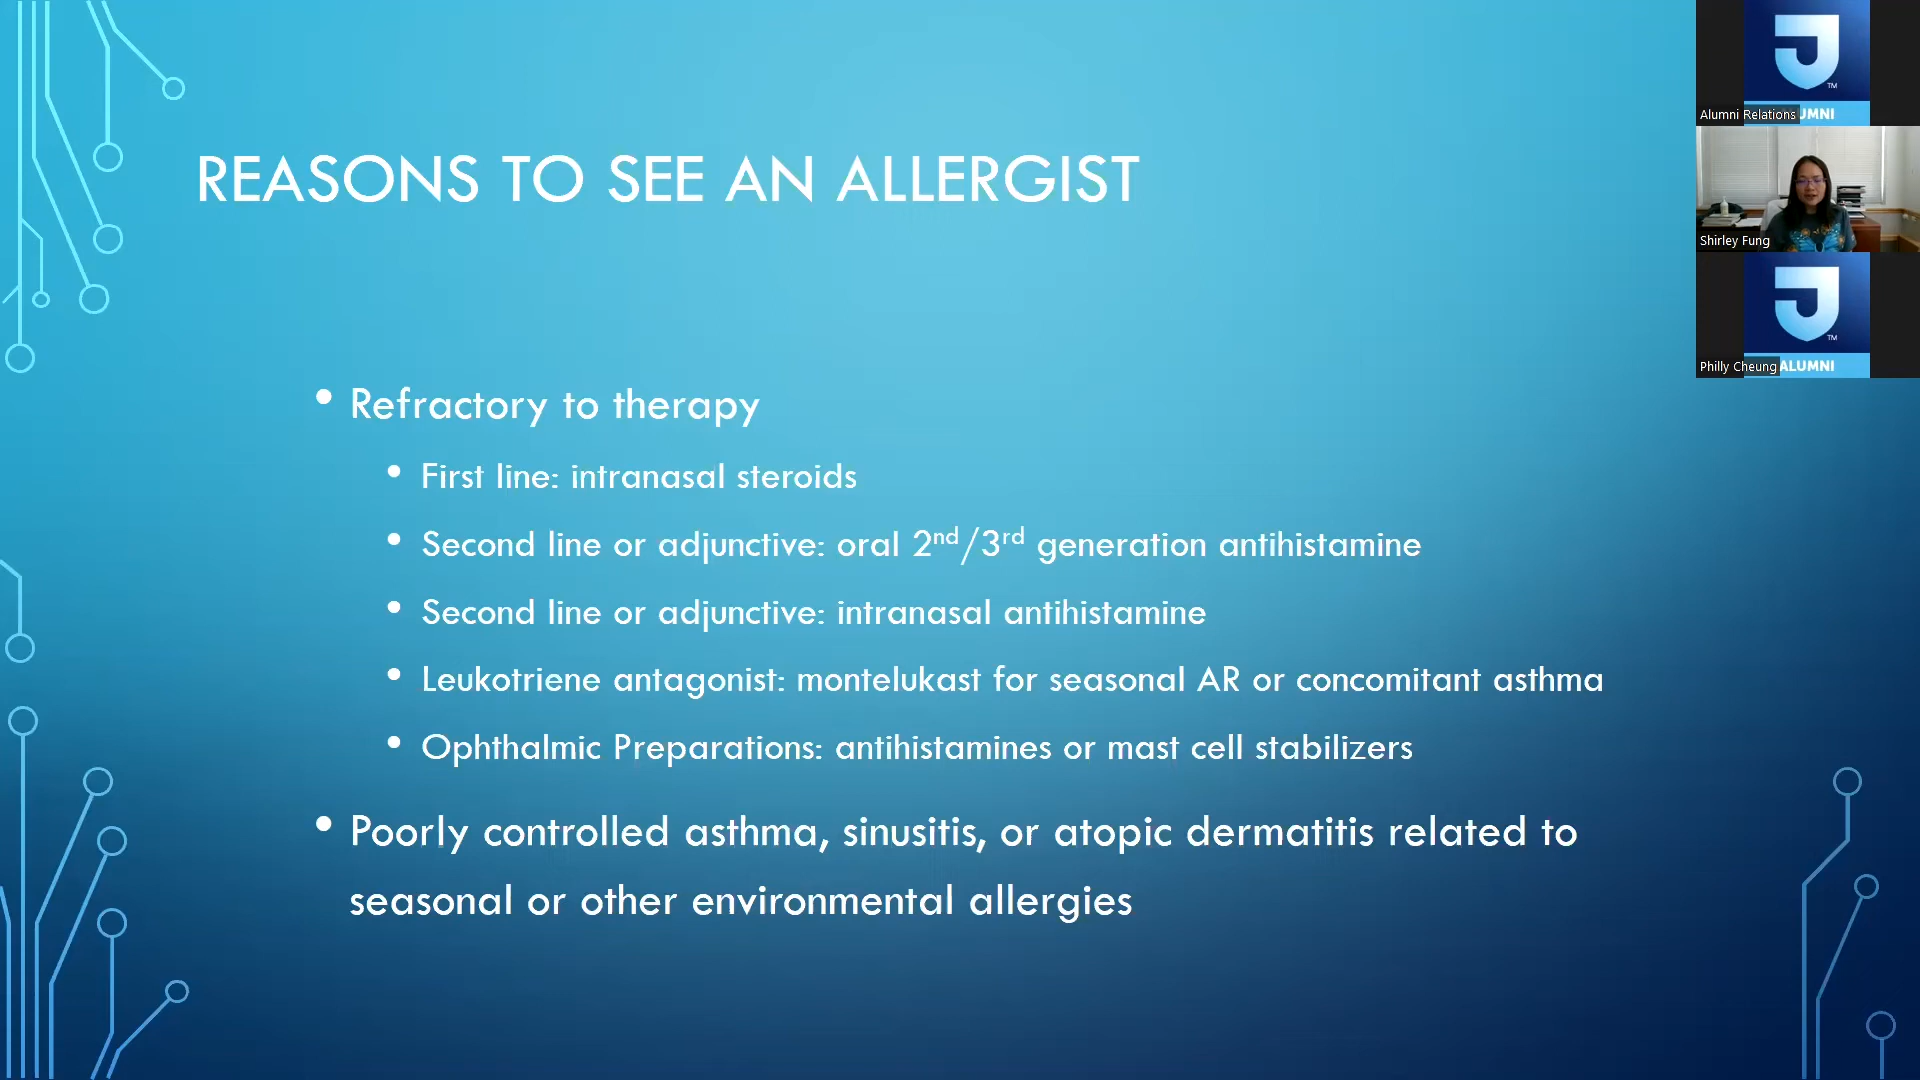 REASONS TO SEE AN ALLERGIST
• Refractory to therapy
• First line: intranasal steroids
• Second line or adjunctive: oral 2nd/3rd generation antihistamine
• Second line or adjunctive: intranasal antihistamine
• Leukotriene antagonist: montelukast for seasonal AR or concomitant asthma
• Ophthalmic Preparations: antihistamines or mast cell stabilizers
• Poorly controlled asthma, sinusitis, or atopic dermatitis related to
seasonal or other environmental allergies
J TM
Alumni Relations UMNI
Shirley Fung
J TM
Philly Cheung ALUMNI